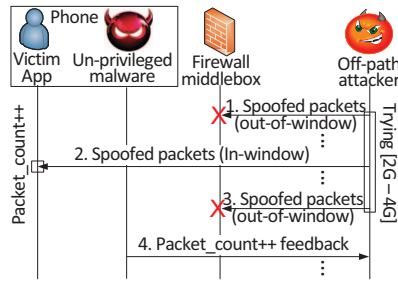 Phone
Victim
App
Un-privileged
malware
Firewall
middlebox
Off-path
attacker
1. Spoofed packets
(out-of-window)
...
2. Spoofed packets (In-window)
...
3. Spoofed packets
(out-of-window)
4. Packet_count++ feedback
...
Packet_count++
Trying [2G – 4G]